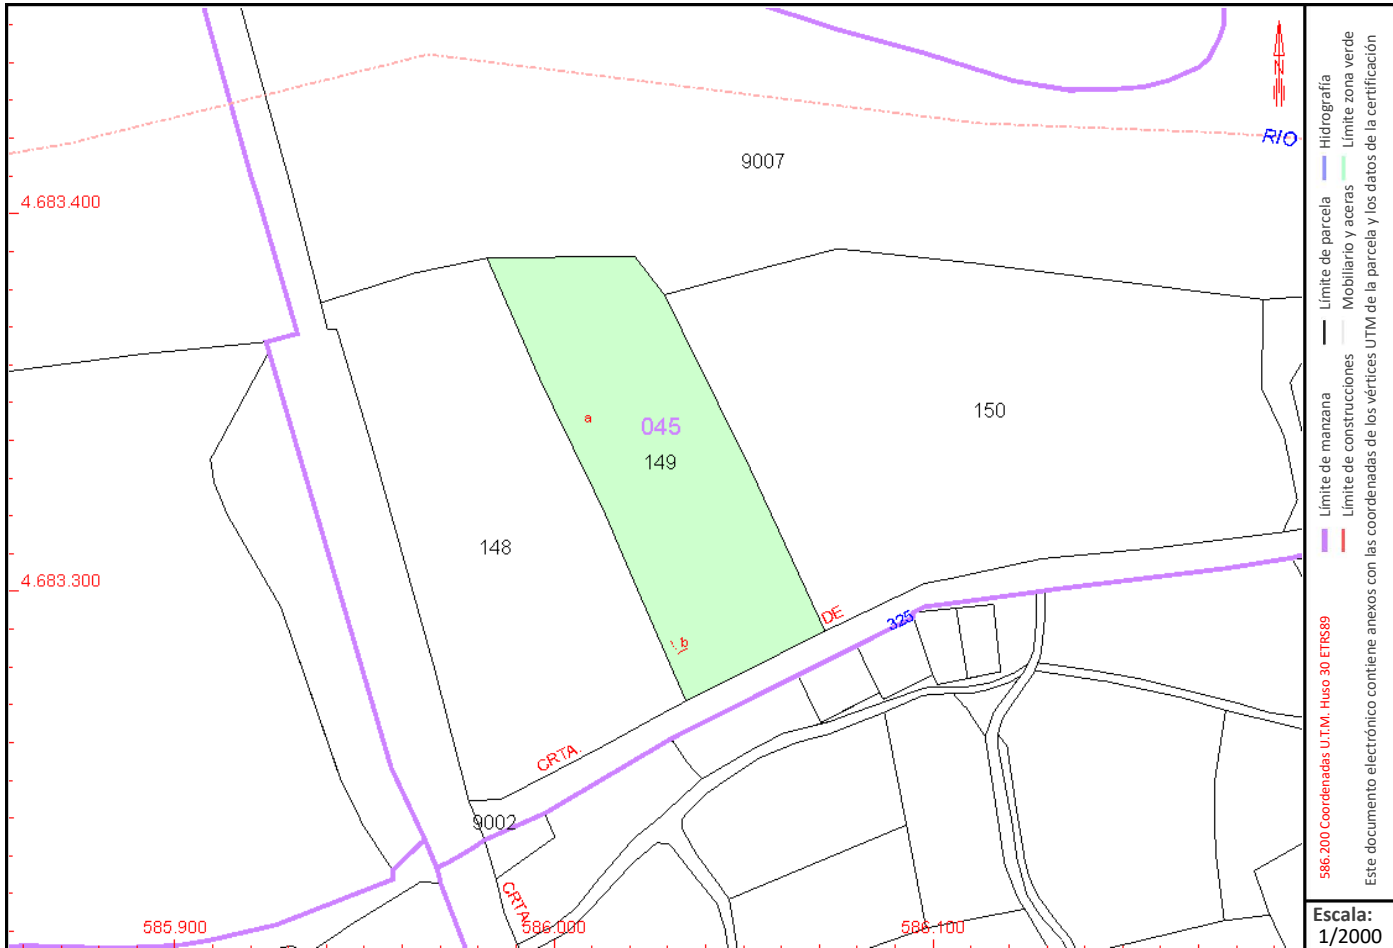 N
RIO
9007
4.683.400
150
a
045
149
148
4.683.300
DE
325
b
CRTA.
9002
CRTA.
585.900
586.000
586.100
Hidrografía
Límite zona verde
Límite de parcela
Mobiliario y aceras
Límite de manzana
Límite de construcciones
586.200 Coordenadas U.T.M. Huso 30 ETRS89
Este documento electrónico contiene anexos con las coordenadas de los vértices UTM de la parcela y los datos de la certificación
Escala:
1/2000